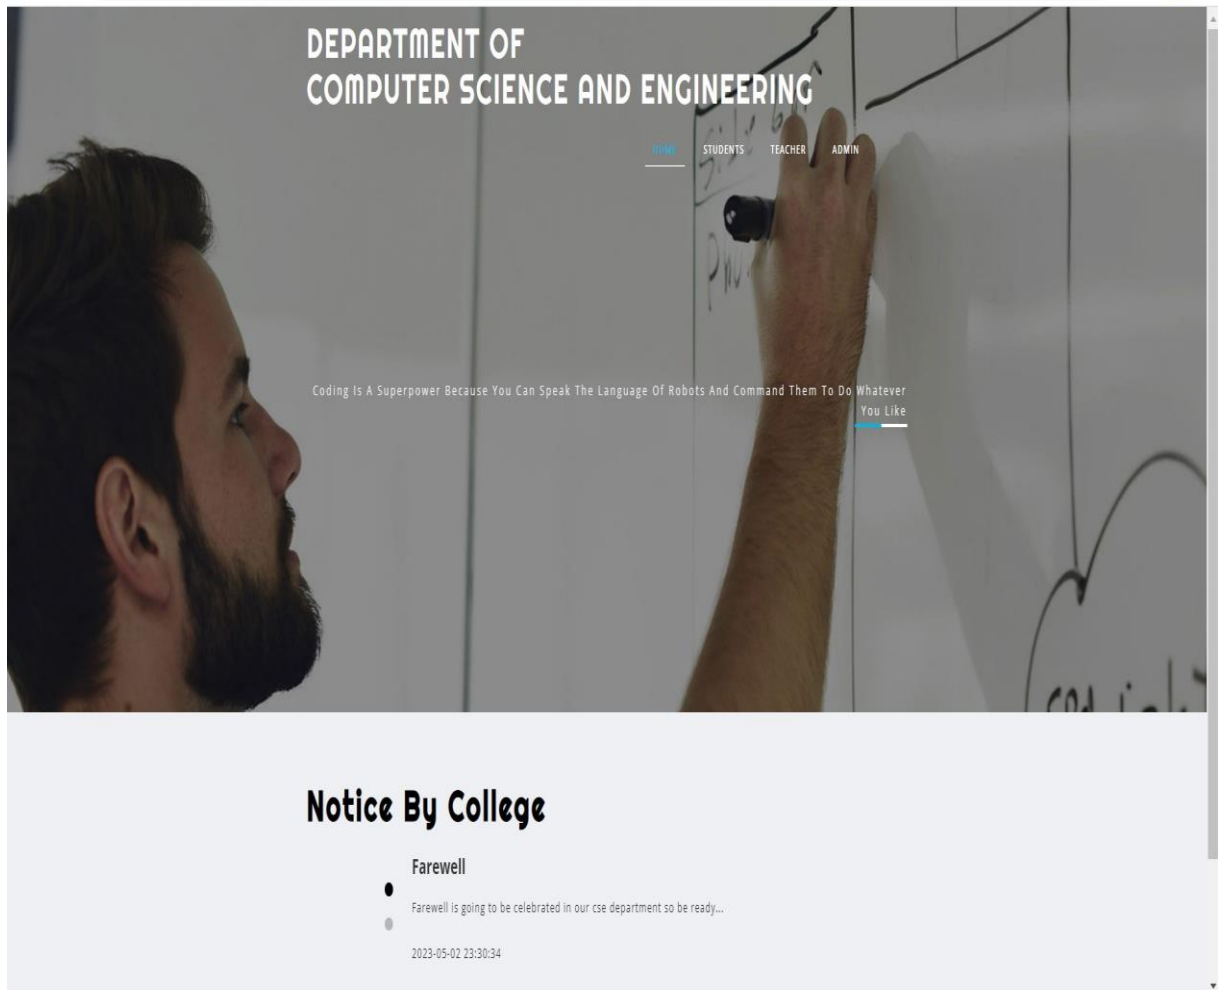 DEPARTMENT OF
COMPUTER SCIENCE AND ENGINEERING
HOME STUDENTS TEACHER ADMIN
Coding Is A Superpower Because You Can Speak The Language Of Robots And Command Them To Do Whatever
You Like
Notice By College
Farewell
Farewell is going to be celebrated in our cse department so be ready...
2023-05-02 23:30:34